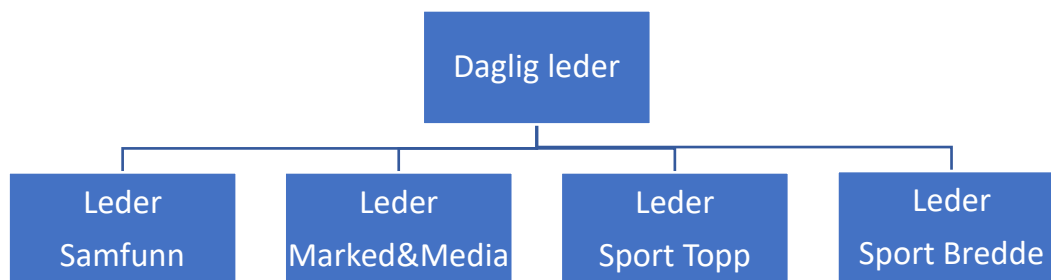 Daglig leder
Leder
Samfunn
Leder
Marked&Media
Leder
Sport Topp
Leder
Sport Bredde